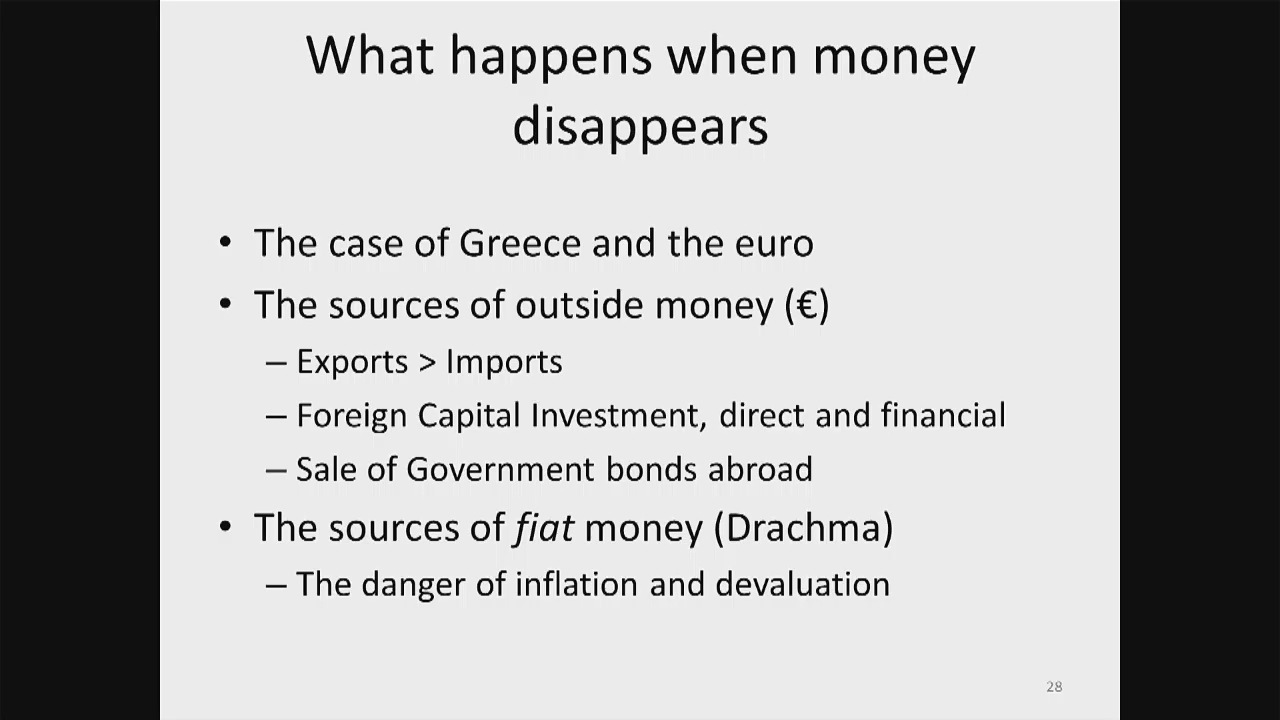 What happens when money
disappears
• The case of Greece and the euro
• The sources of outside money (€)
– Exports > Imports
– Foreign Capital Investment, direct and financial
– Sale of Government bonds abroad
• The sources of fiat money (Drachma)
– The danger of inflation and devaluation
28